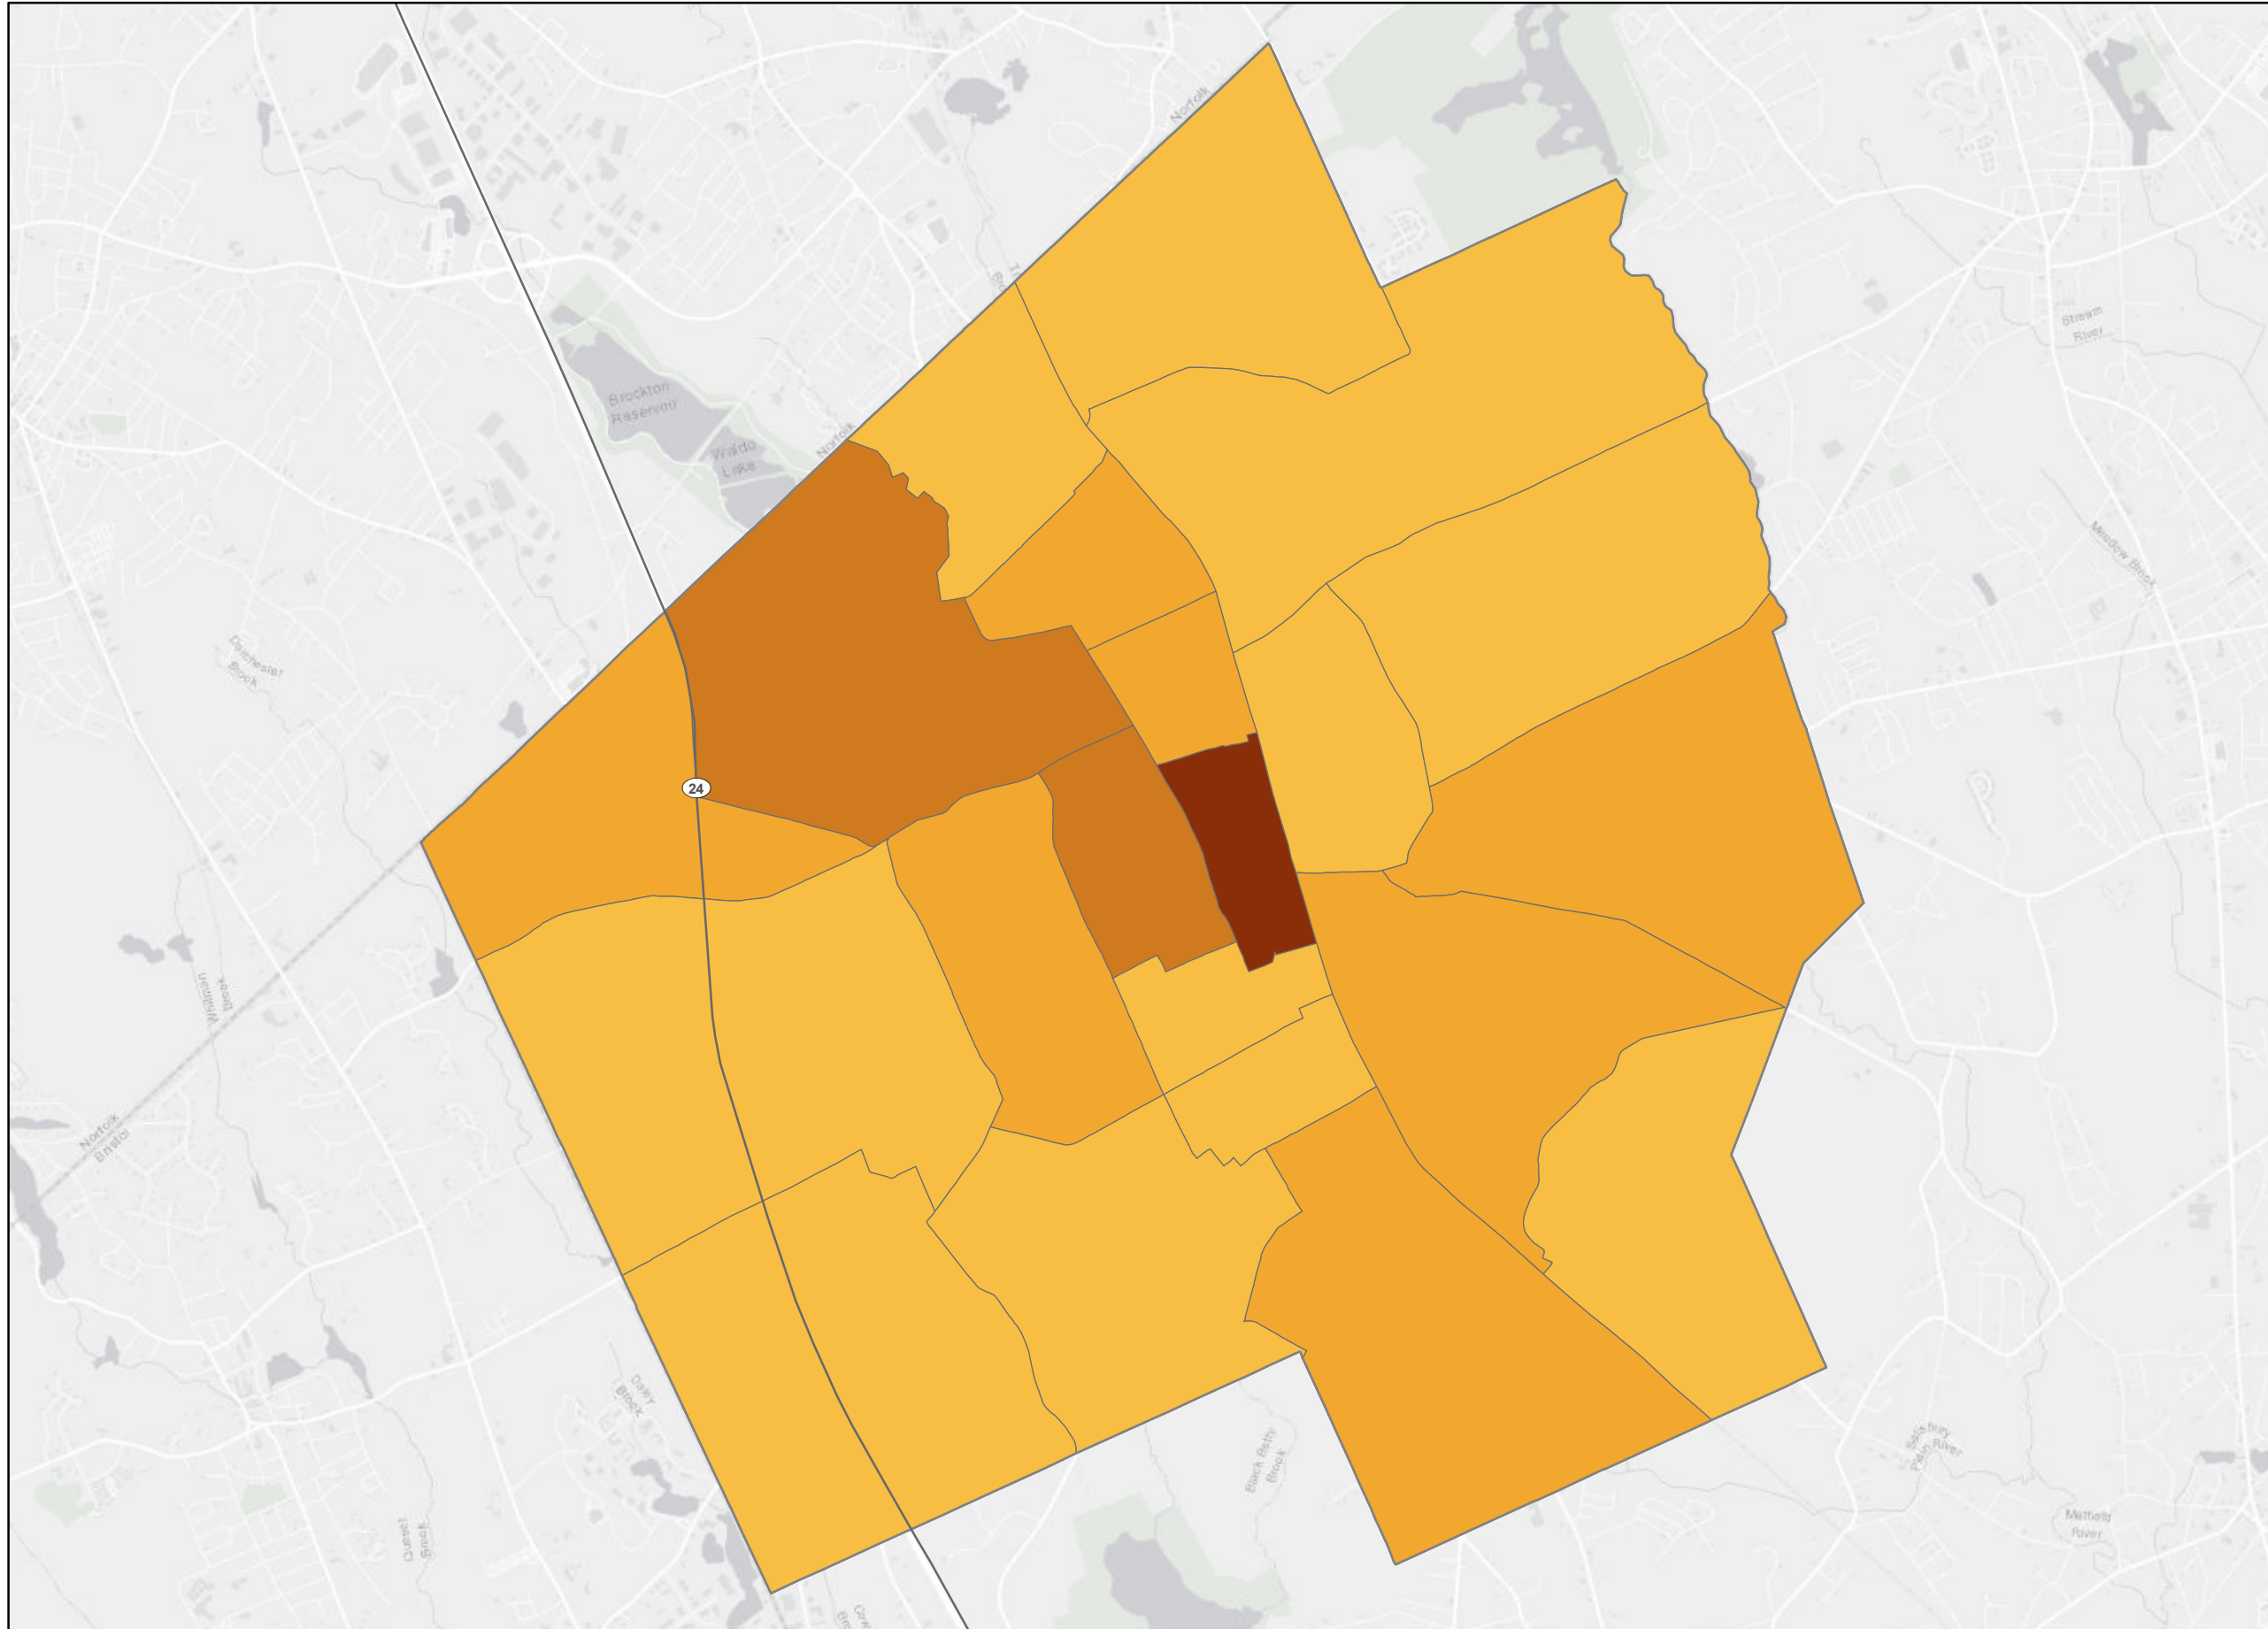 Norfolk
Brockton
Reservoir
Norfolk
Waldo
Lake
Stream
River
Meadow Brook
Dorchester
Brook
24
Brook
Norfolk
Bristol
Dairy
Brook
Black Betty
Brook
Salisbury
Plain River
Matfield
River
Queset
Brook